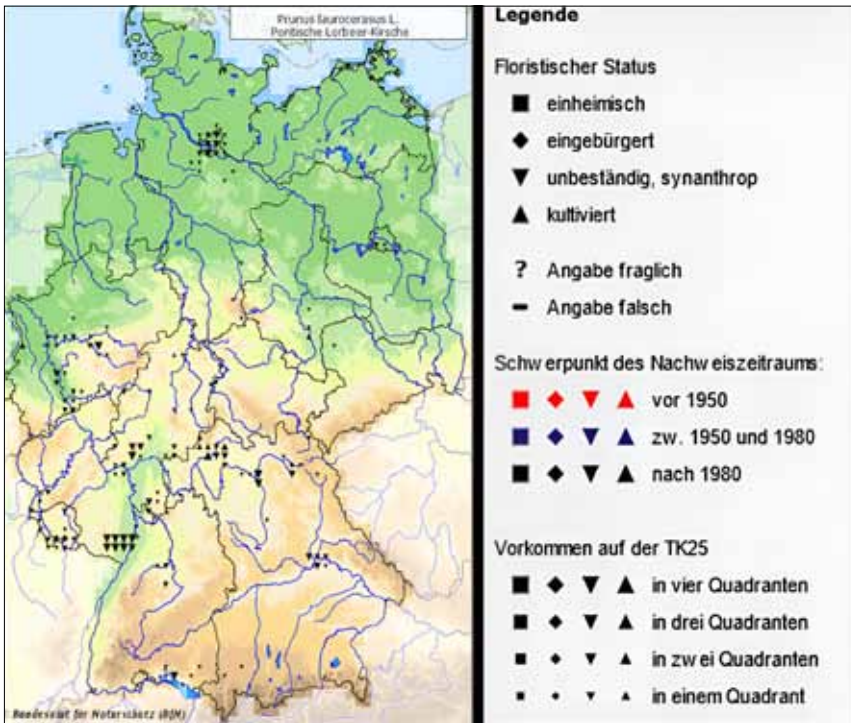 Prunus laurocerasus L.
Pontische Lorbeer-Kirsche
© Bundesamt für Naturschutz (BfN)
Legende
Floristischer Status
einheimisch
eingebürgert
unbeständig, synanthrop
kultiviert
? Angabe fraglich
- Angabe falsch
Schwerpunkt des Nachweiszeitraums:
vor 1950
zw. 1950 und 1980
nach 1980
Vorkommen auf der TK25
in vier Quadranten
in drei Quadranten
in zwei Quadranten
in einem Quadrant